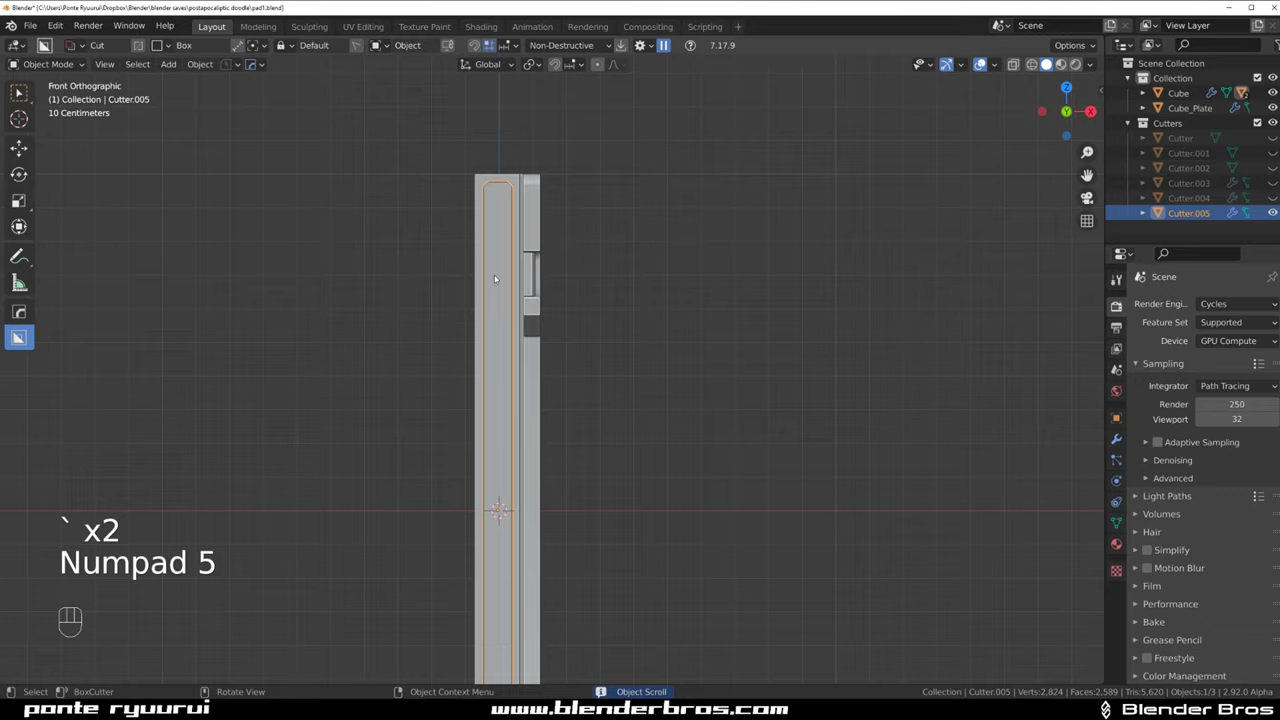 Blender* [C:\Users\Ponte Ryuurui\Dropbox\Blender\blender saves\postapocaliptic doodle\pad1.blend]
File Edit Render Window Help Layout Modeling Sculpting UV Editing Texture Paint Shading Animation Rendering Compositing Scripting Scene View Layer
Cut Box Default Object Non-Destructive 7.17.9 Options
Object Mode View Select Add Object Global
Front Orthographic
(1) Collection | Cutter.005
10 Centimeters
Z
Y
X
` x2
Numpad 5
Scene Collection
Collection
Cube
2
Cube_Plate
Cutters
Cutter
Cutter.001
Cutter.002
Cutter.003
Cutter.004
Cutter.005
Scene
Render Engi... Cycles
Feature Set Supported
Device GPU Compute
Sampling
Integrator Path Tracing
Render 250
Viewport 32
Adaptive Sampling
Denoising
Advanced
Light Paths
Volumes
Hair
Simplify
Motion Blur
Film
Performance
Bake
Grease Pencil
Freestyle
Color Management
Select BoxCutter Rotate View Object Context Menu Object Scroll Collection | Cutter.005 | Verts:2,824 | Faces:2,589 | Tris:5,620 | Objects:1/3 | 2.92.0 Alpha
ponte ryuurui www.blenderbros.com Blender Bros